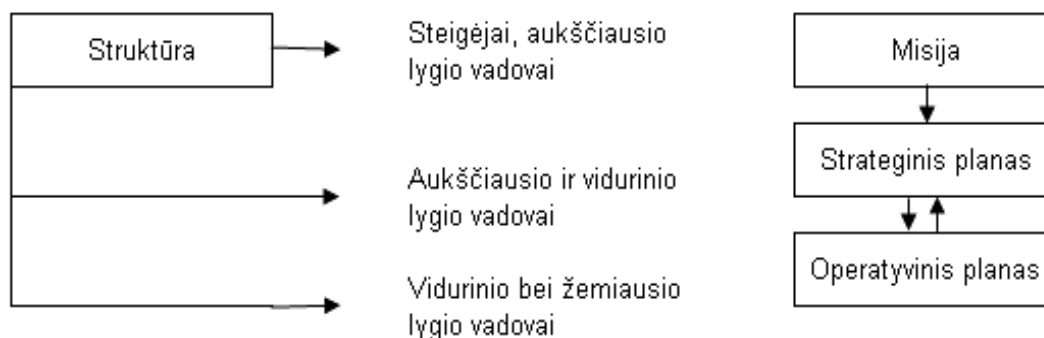 Struktūra
Steigėjai, aukščiausio
lygio vadovai
Misija
Strateginis planas
Aukščiausio ir vidurinio
lygio vadovai
Operatyvinis planas
Vidurinio bei žemiausio
lygio vadovai